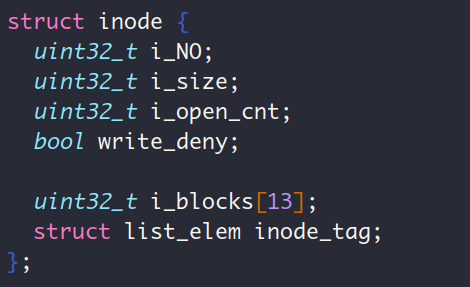 struct inode {
  uint32_t i_NO;
  uint32_t i_size;
  uint32_t i_open_cnt;
  bool write_deny;

  uint32_t i_blocks[13];
  struct list_elem inode_tag;
};